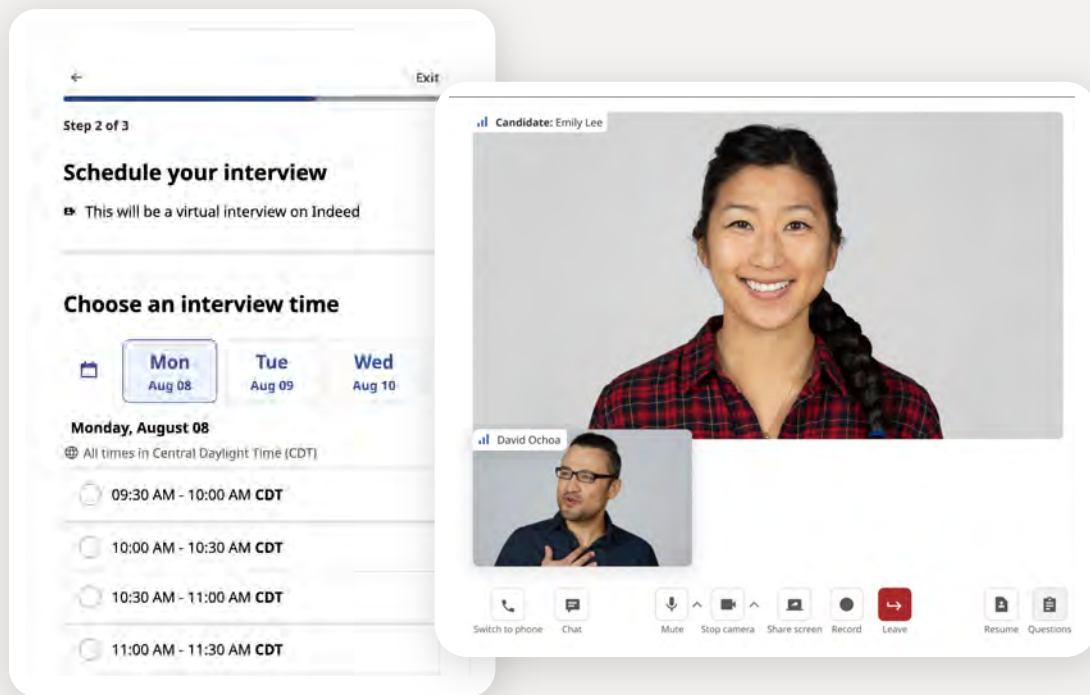 Exit
Step 2 of 3
Schedule your interview
This will be a virtual interview on Indeed
Choose an interview time
Mon
Aug 08
Tue
Aug 09
Wed
Aug 10
Monday, August 08
All times in Central Daylight Time (CDT)
09:30 AM - 10:00 AM CDT
10:00 AM - 10:30 AM CDT
10:30 AM - 11:00 AM CDT
11:00 AM - 11:30 AM CDT
Candidate: Emily Lee
David Ochoa
Switch to phone
Chat
Mute
Stop camera
Share screen
Record
Leave
Resume
Questions